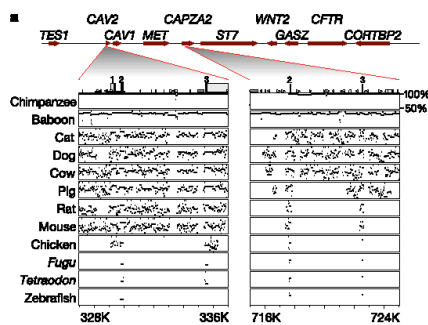 a
CAV2 CAPZA2 WNT2 CFTR
TES1 CAV1 MET ST7 GASZ CORTBP2
1 2 3 2 3
Chimpanzee 100%
50%
Baboon
Cat
Dog
Cow
Pig
Rat
Mouse
Chicken
Fugu
Tetraodon
Zebrafish
326K 336K 716K 724K